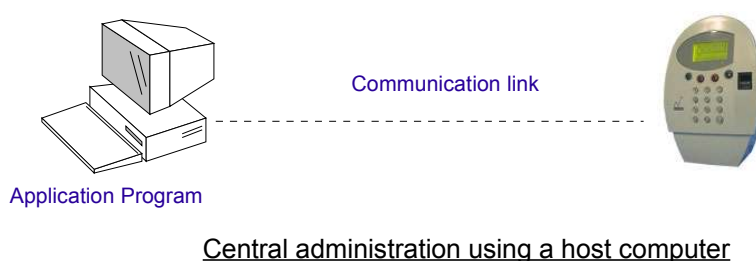 Communication link
Application Program
Central administration using a host computer